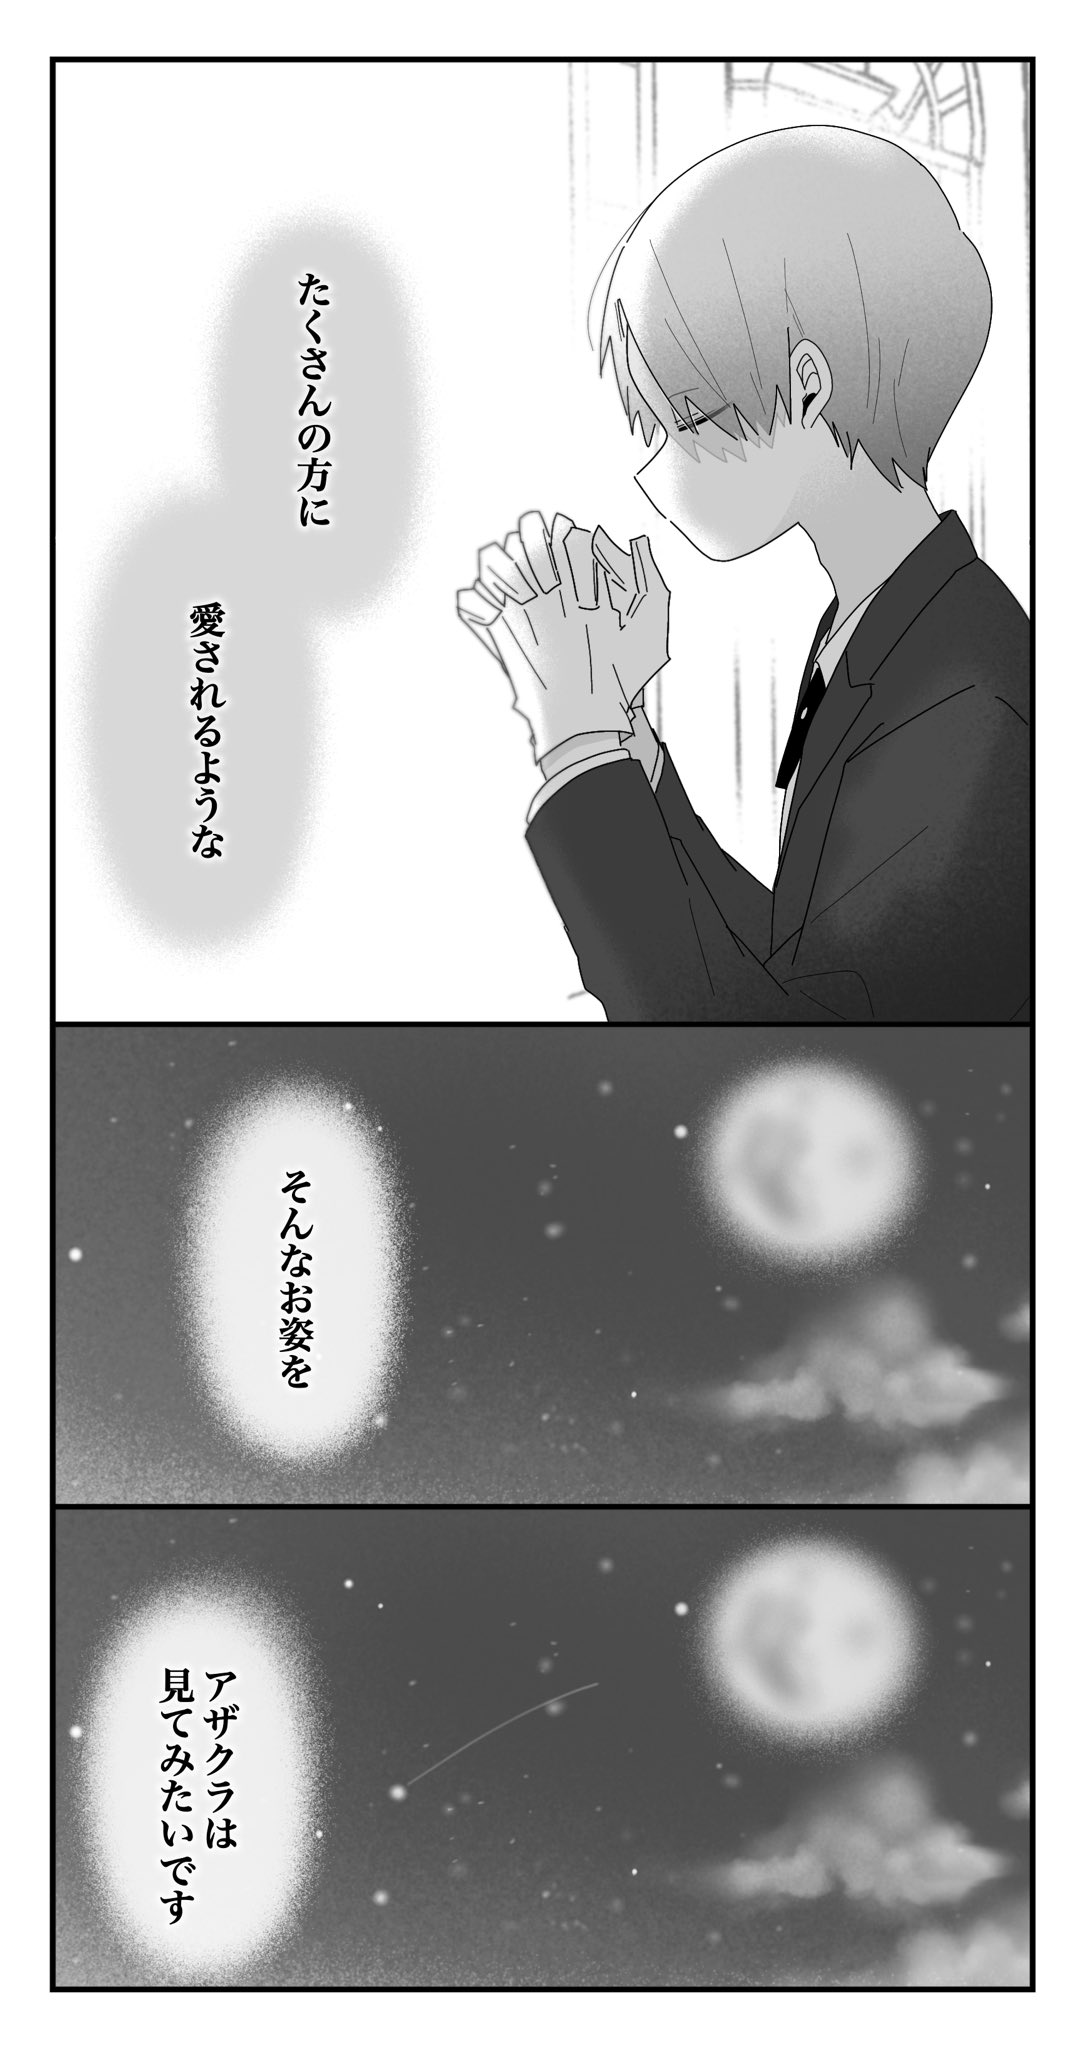 たくさんの方に
愛されるような
そんなお姿を
アザクラは
見てみたいです